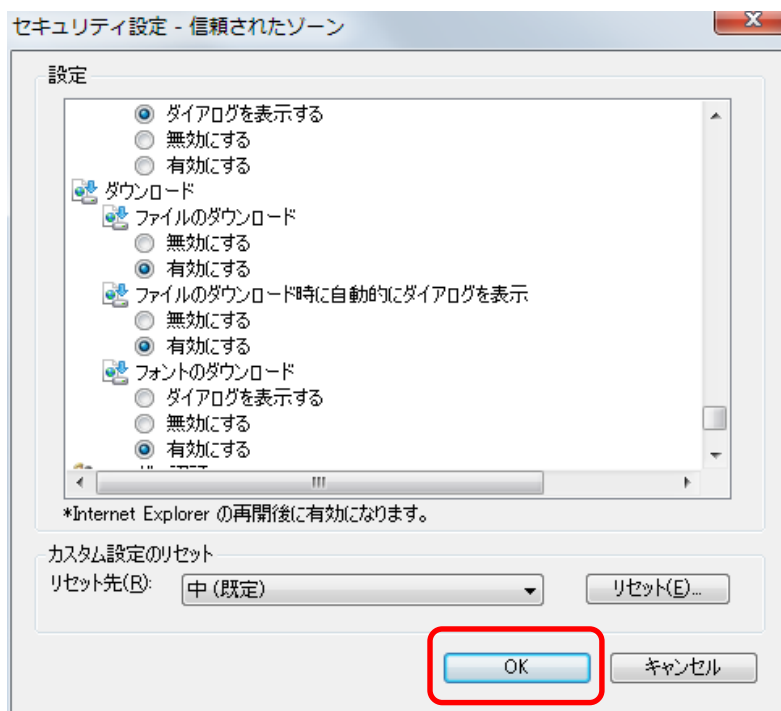 セキュリティ設定 - 信頼されたゾーン
設定
ダイアログを表示する
無効にする
有効にする
ダウンロード
ファイルのダウンロード
無効にする
有効にする
ファイルのダウンロード時に自動的にダイアログを表示
無効にする
有効にする
フォントのダウンロード
ダイアログを表示する
無効にする
有効にする
*Internet Explorer の再開後に有効になります。
カスタム設定のリセット
リセット先(R): 中 (既定) リセット(E)...
OK キャンセル